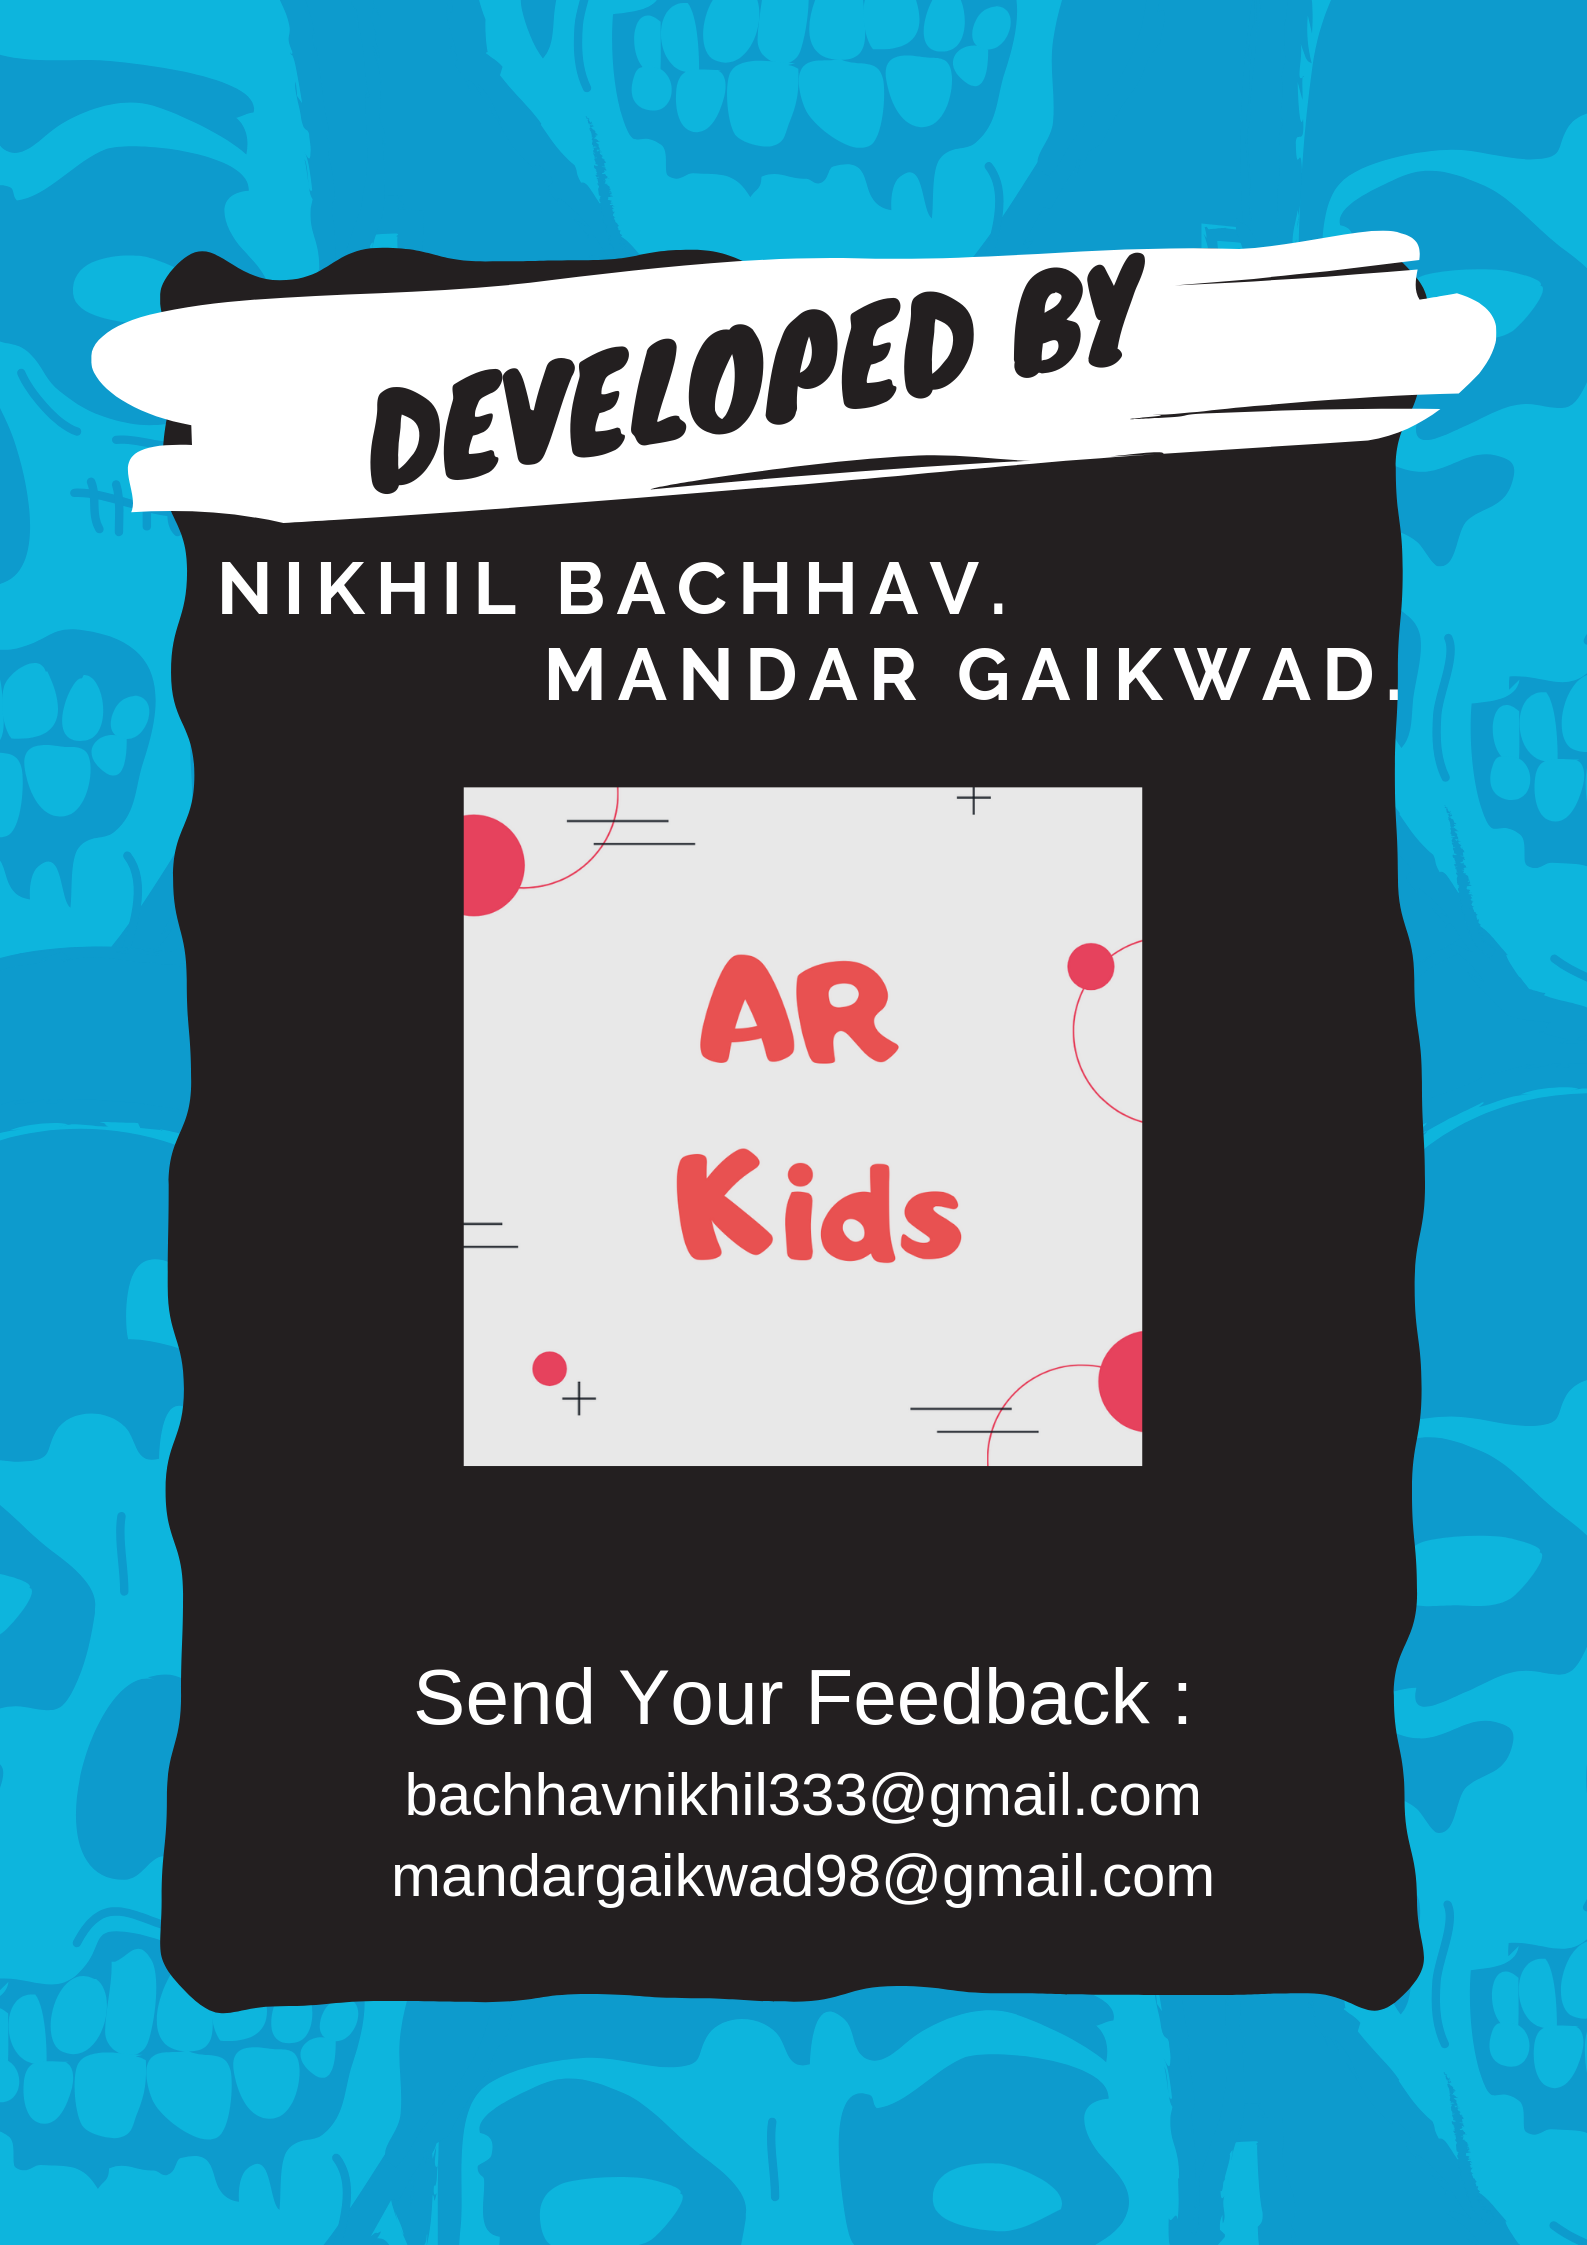 DEVELOPED BY
NIKHIL BACHHAV.
MANDAR GAIKWAD.
AR
Kids
Send Your Feedback :
bachhavnikhil333@gmail.com
mandargaikwad98@gmail.com